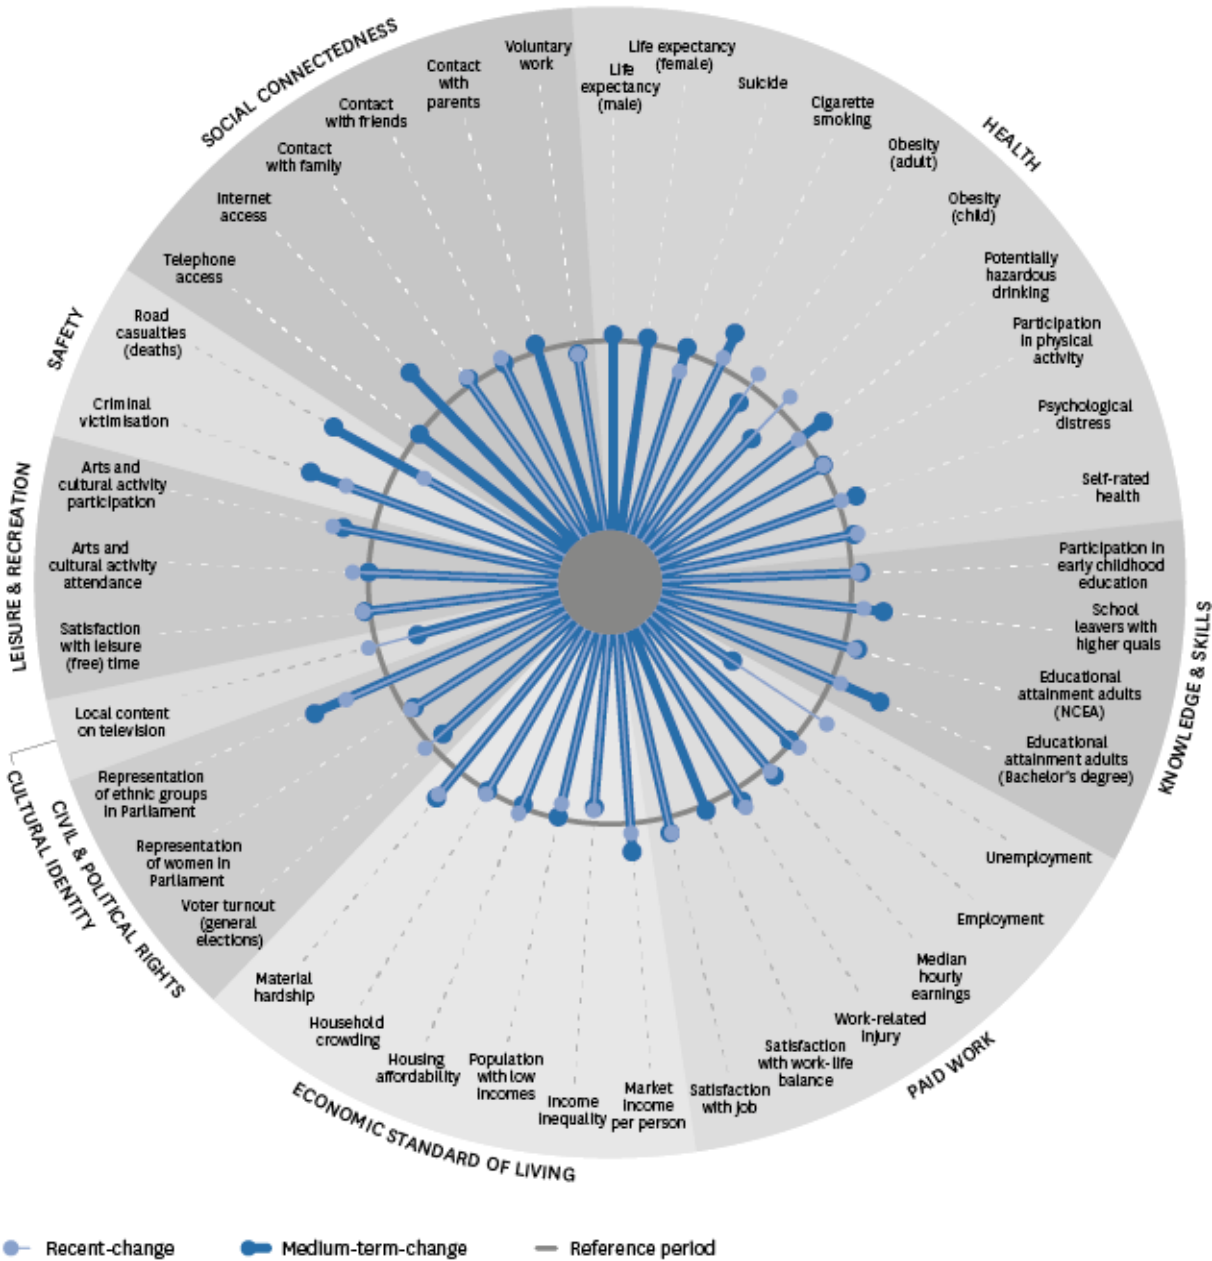 SOCIAL CONNECTEDNESS
Voluntary
work
Contact
with
parents
Contact
with friends
Contact
with family
Internet
access
Telephone
access
HEALTH
Life
expectancy
(male)
Life expectancy
(female)
Suicide
Cigarette
smoking
Obesity
(adult)
Obesity
(child)
Potentially
hazardous
drinking
Participation
in physical
activity
Psychological
distress
Self-rated
health
KNOWLEDGE & SKILLS
Participation in
early childhood
education
School
leavers with
higher quals
Educational
attainment adults
(NCEA)
Educational
attainment adults
(Bachelor's degree)
PAID WORK
Unemployment
Employment
Median
hourly
earnings
Work-related
injury
Satisfaction
with work-life
balance
Satisfaction
with job
ECONOMIC STANDARD OF LIVING
Market
income
per person
Income
inequality
Population
with low
incomes
Housing
affordability
Household
crowding
Material
hardship
CIVIL & POLITICAL RIGHTS
Voter turnout
(general
elections)
Representation
of women in
Parliament
Representation
of ethnic groups
in Parliament
CULTURAL IDENTITY
Local content
on television
LEISURE & RECREATION
Satisfaction
with leisure
(free) time
Arts and
cultural activity
attendance
Arts and
cultural activity
participation
SAFETY
Criminal
victimisation
Road
casualties
(deaths)
Recent-change
Medium-term-change
Reference period